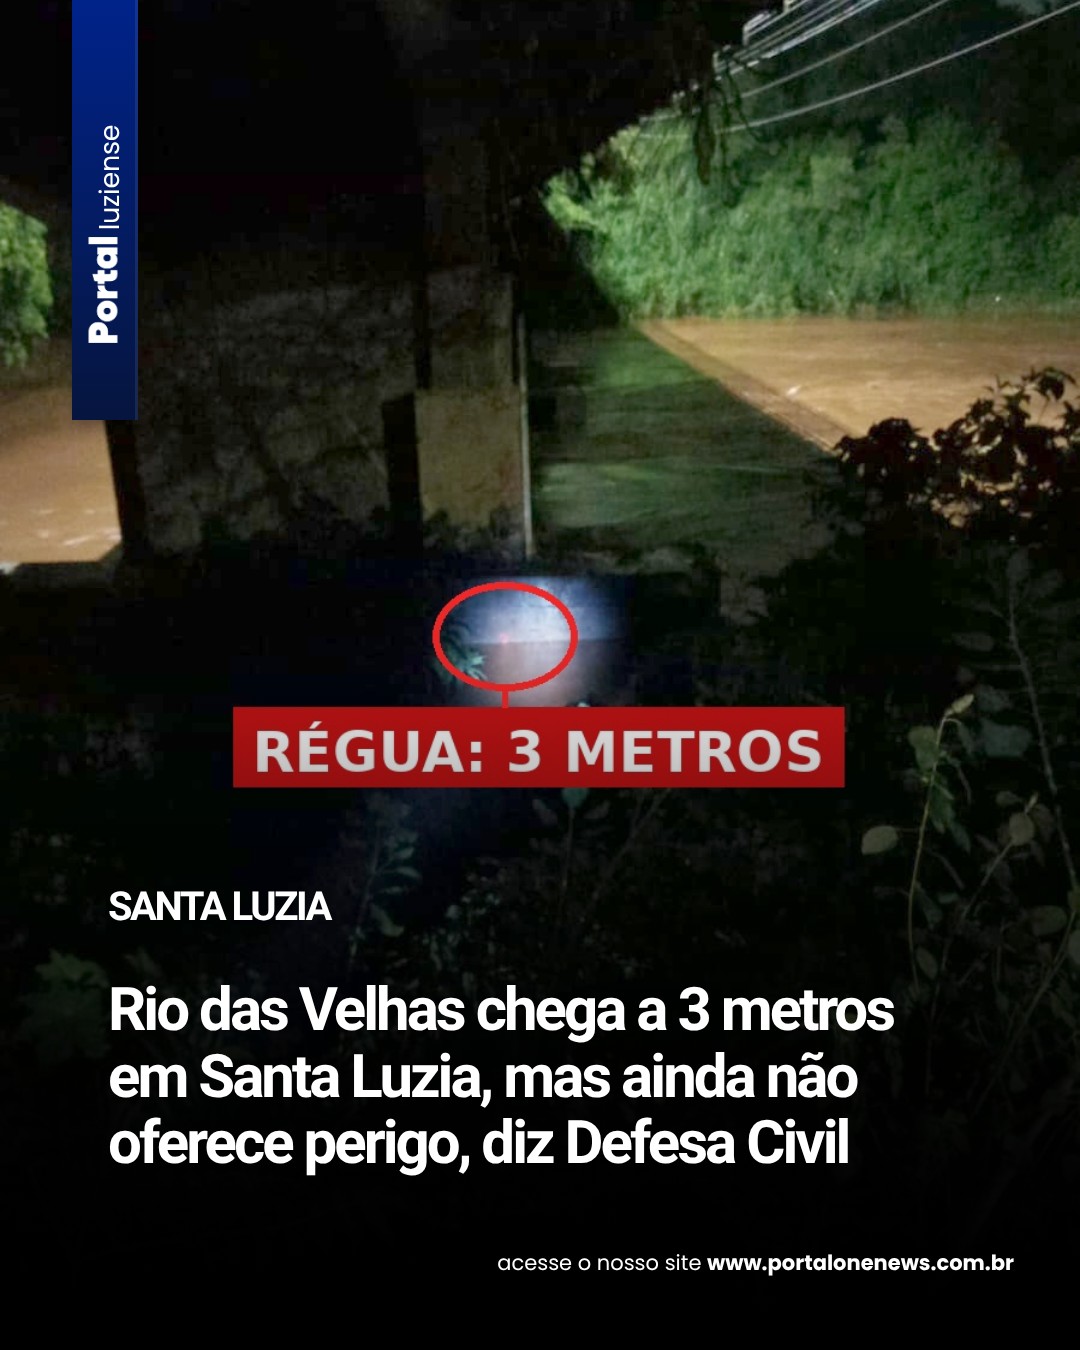 Portal luziense
RÉGUA: 3 METROS
SANTA LUZIA
Rio das Velhas chega a 3 metros
em Santa Luzia, mas ainda não
oferece perigo, diz Defesa Civil
acesse o nosso site www.portalonenews.com.br